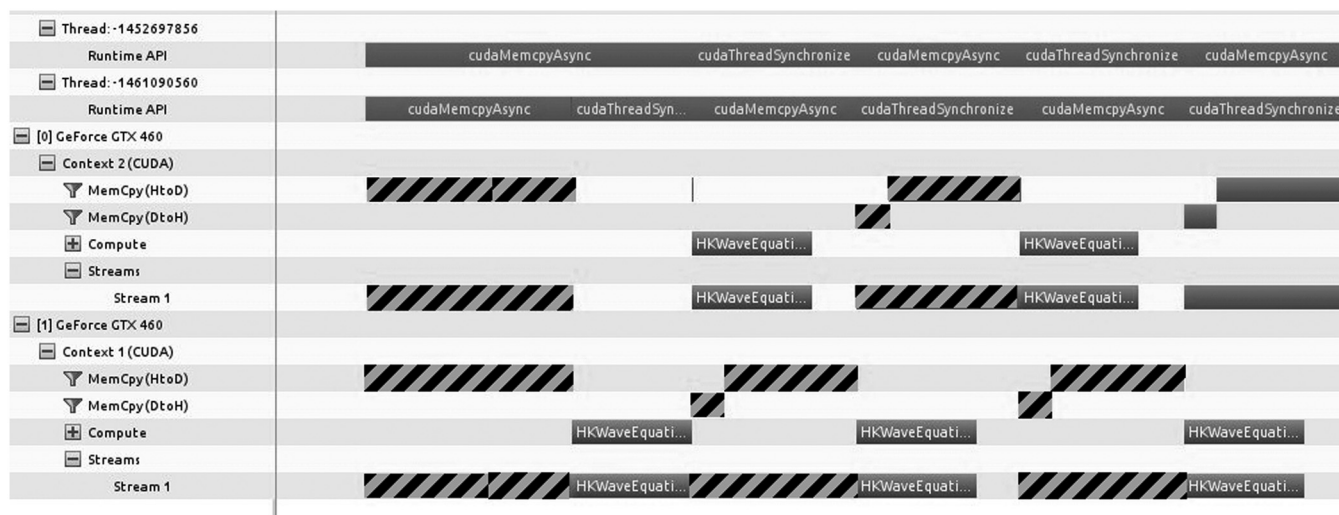 Thread: -1452697856
Runtime API cudaMemcpyAsync cudaThreadSynchronize cudaMemcpyAsync cudaThreadSynchronize cudaMemcpyAsync
Thread: -1461090560
Runtime API cudaMemcpyAsync cudaThreadSyn... cudaMemcpyAsync cudaThreadSynchronize cudaMemcpyAsync cudaThreadSynchronize
[0] GeForce GTX 460
Context 2 (CUDA)
MemCpy (HtoD)
MemCpy (DtoH)
Compute HKWaveEquati... HKWaveEquati...
Streams
Stream 1 HKWaveEquati... HKWaveEquati...
[1] GeForce GTX 460
Context 1 (CUDA)
MemCpy (HtoD)
MemCpy (DtoH)
Compute HKWaveEquati... HKWaveEquati... HKWaveEquati...
Streams
Stream 1 HKWaveEquati... HKWaveEquati... HKWaveEquati...